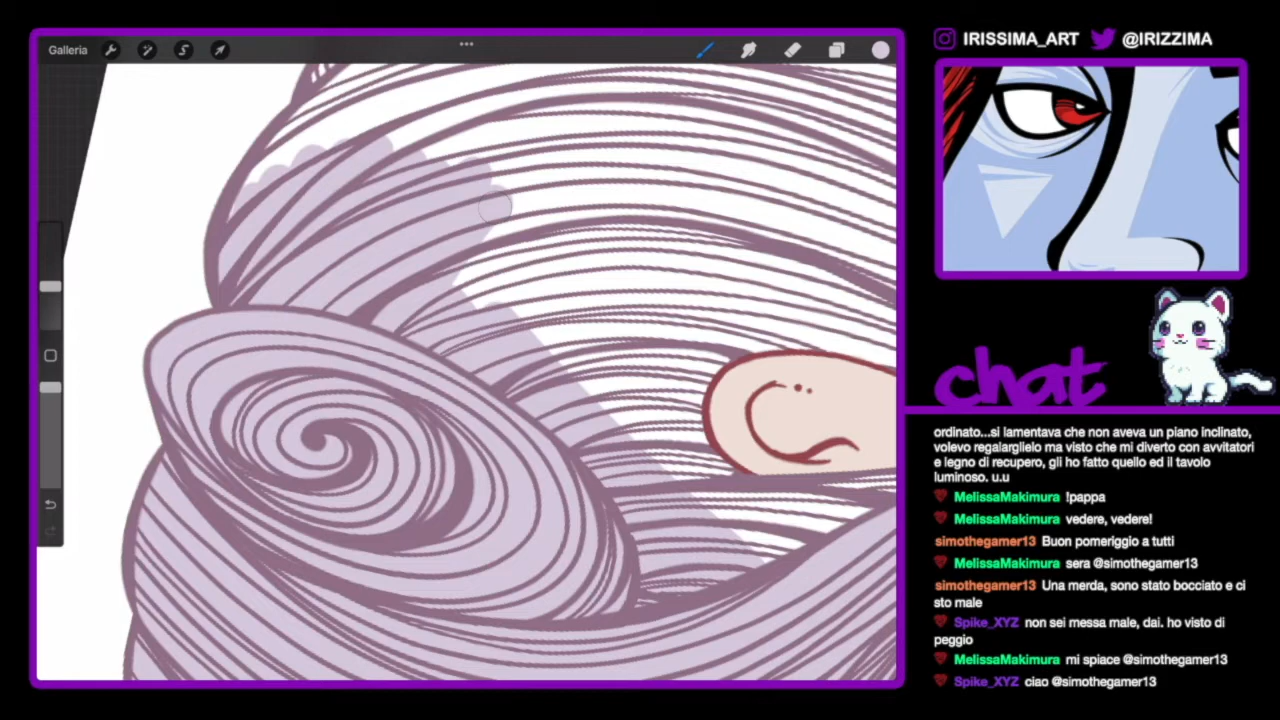 Galleria
IRISSIMA_ART @IRIZZIMA
chat
ordinato...si lamentava che non aveva un piano inclinato,
volevo regalarglielo ma visto che mi diverto con avvitatori
e legno di recupero, gli ho fatto quello ed il tavolo
luminoso. u.u
MelissaMakimura !pappa
MelissaMakimura vedere, vedere!
simothegamer13 Buon pomeriggio a tutti
MelissaMakimura sera @simothegamer13
simothegamer13 Una merda, sono stato bocciato e ci
sto male
Spike_XYZ non sei messa male, dai. ho visto di
peggio
MelissaMakimura mi spiace @simothegamer13
Spike_XYZ ciao @simothegamer13